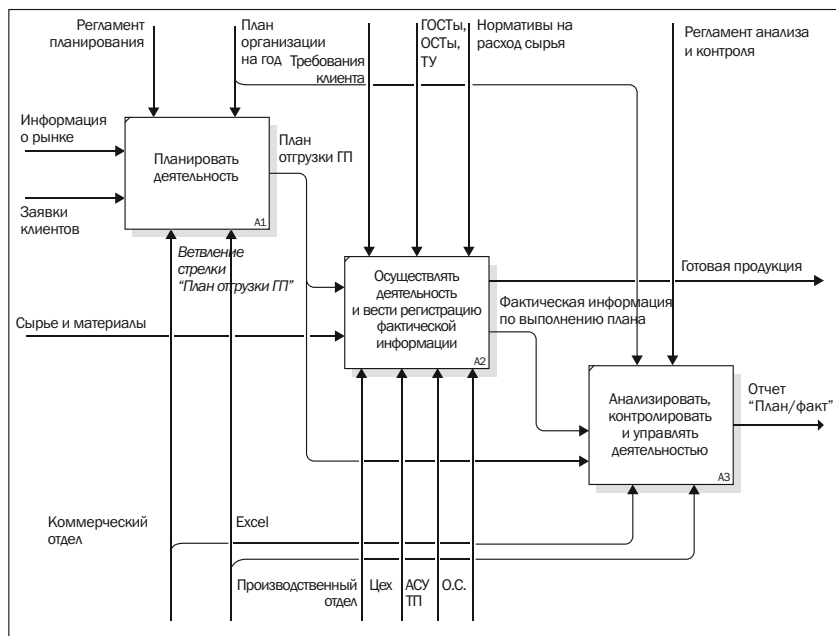 Регламент
планирования
План
организации
на год
Требования
клиента
ГОСТы,
ОСТы,
ТУ
Нормативы на
расход сырья
Регламент анализа
и контроля
Информация
о рынке
Планировать
деятельность
А1
План
отгрузки ГП
Заявки
клиентов
Ветвление
стрелки
"План отгрузки ГП"
Осуществлять
деятельность
и вести регистрацию
фактической
информации
А2
Готовая продукция
Сырье и материалы
Фактическая информация
по выполнению плана
Анализировать,
контролировать
и управлять
деятельностью
А3
Отчет
"План/факт"
Коммерческий
отдел
Excel
Производственный
отдел
Цех
АСУ
ТП
О.С.